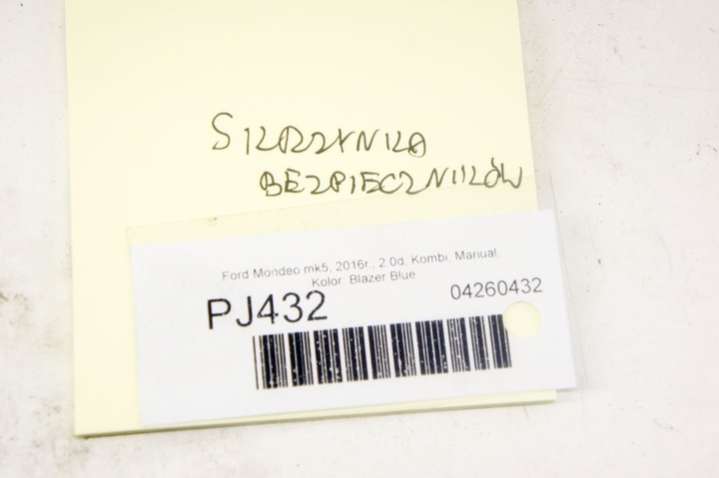 SKRZYNKA
BEZPIECZNIKÓW
Ford Mondeo mk5, 2016r., 2.0d, Kombi, Manual,
Kolor: Blazer Blue
PJ432
04260432